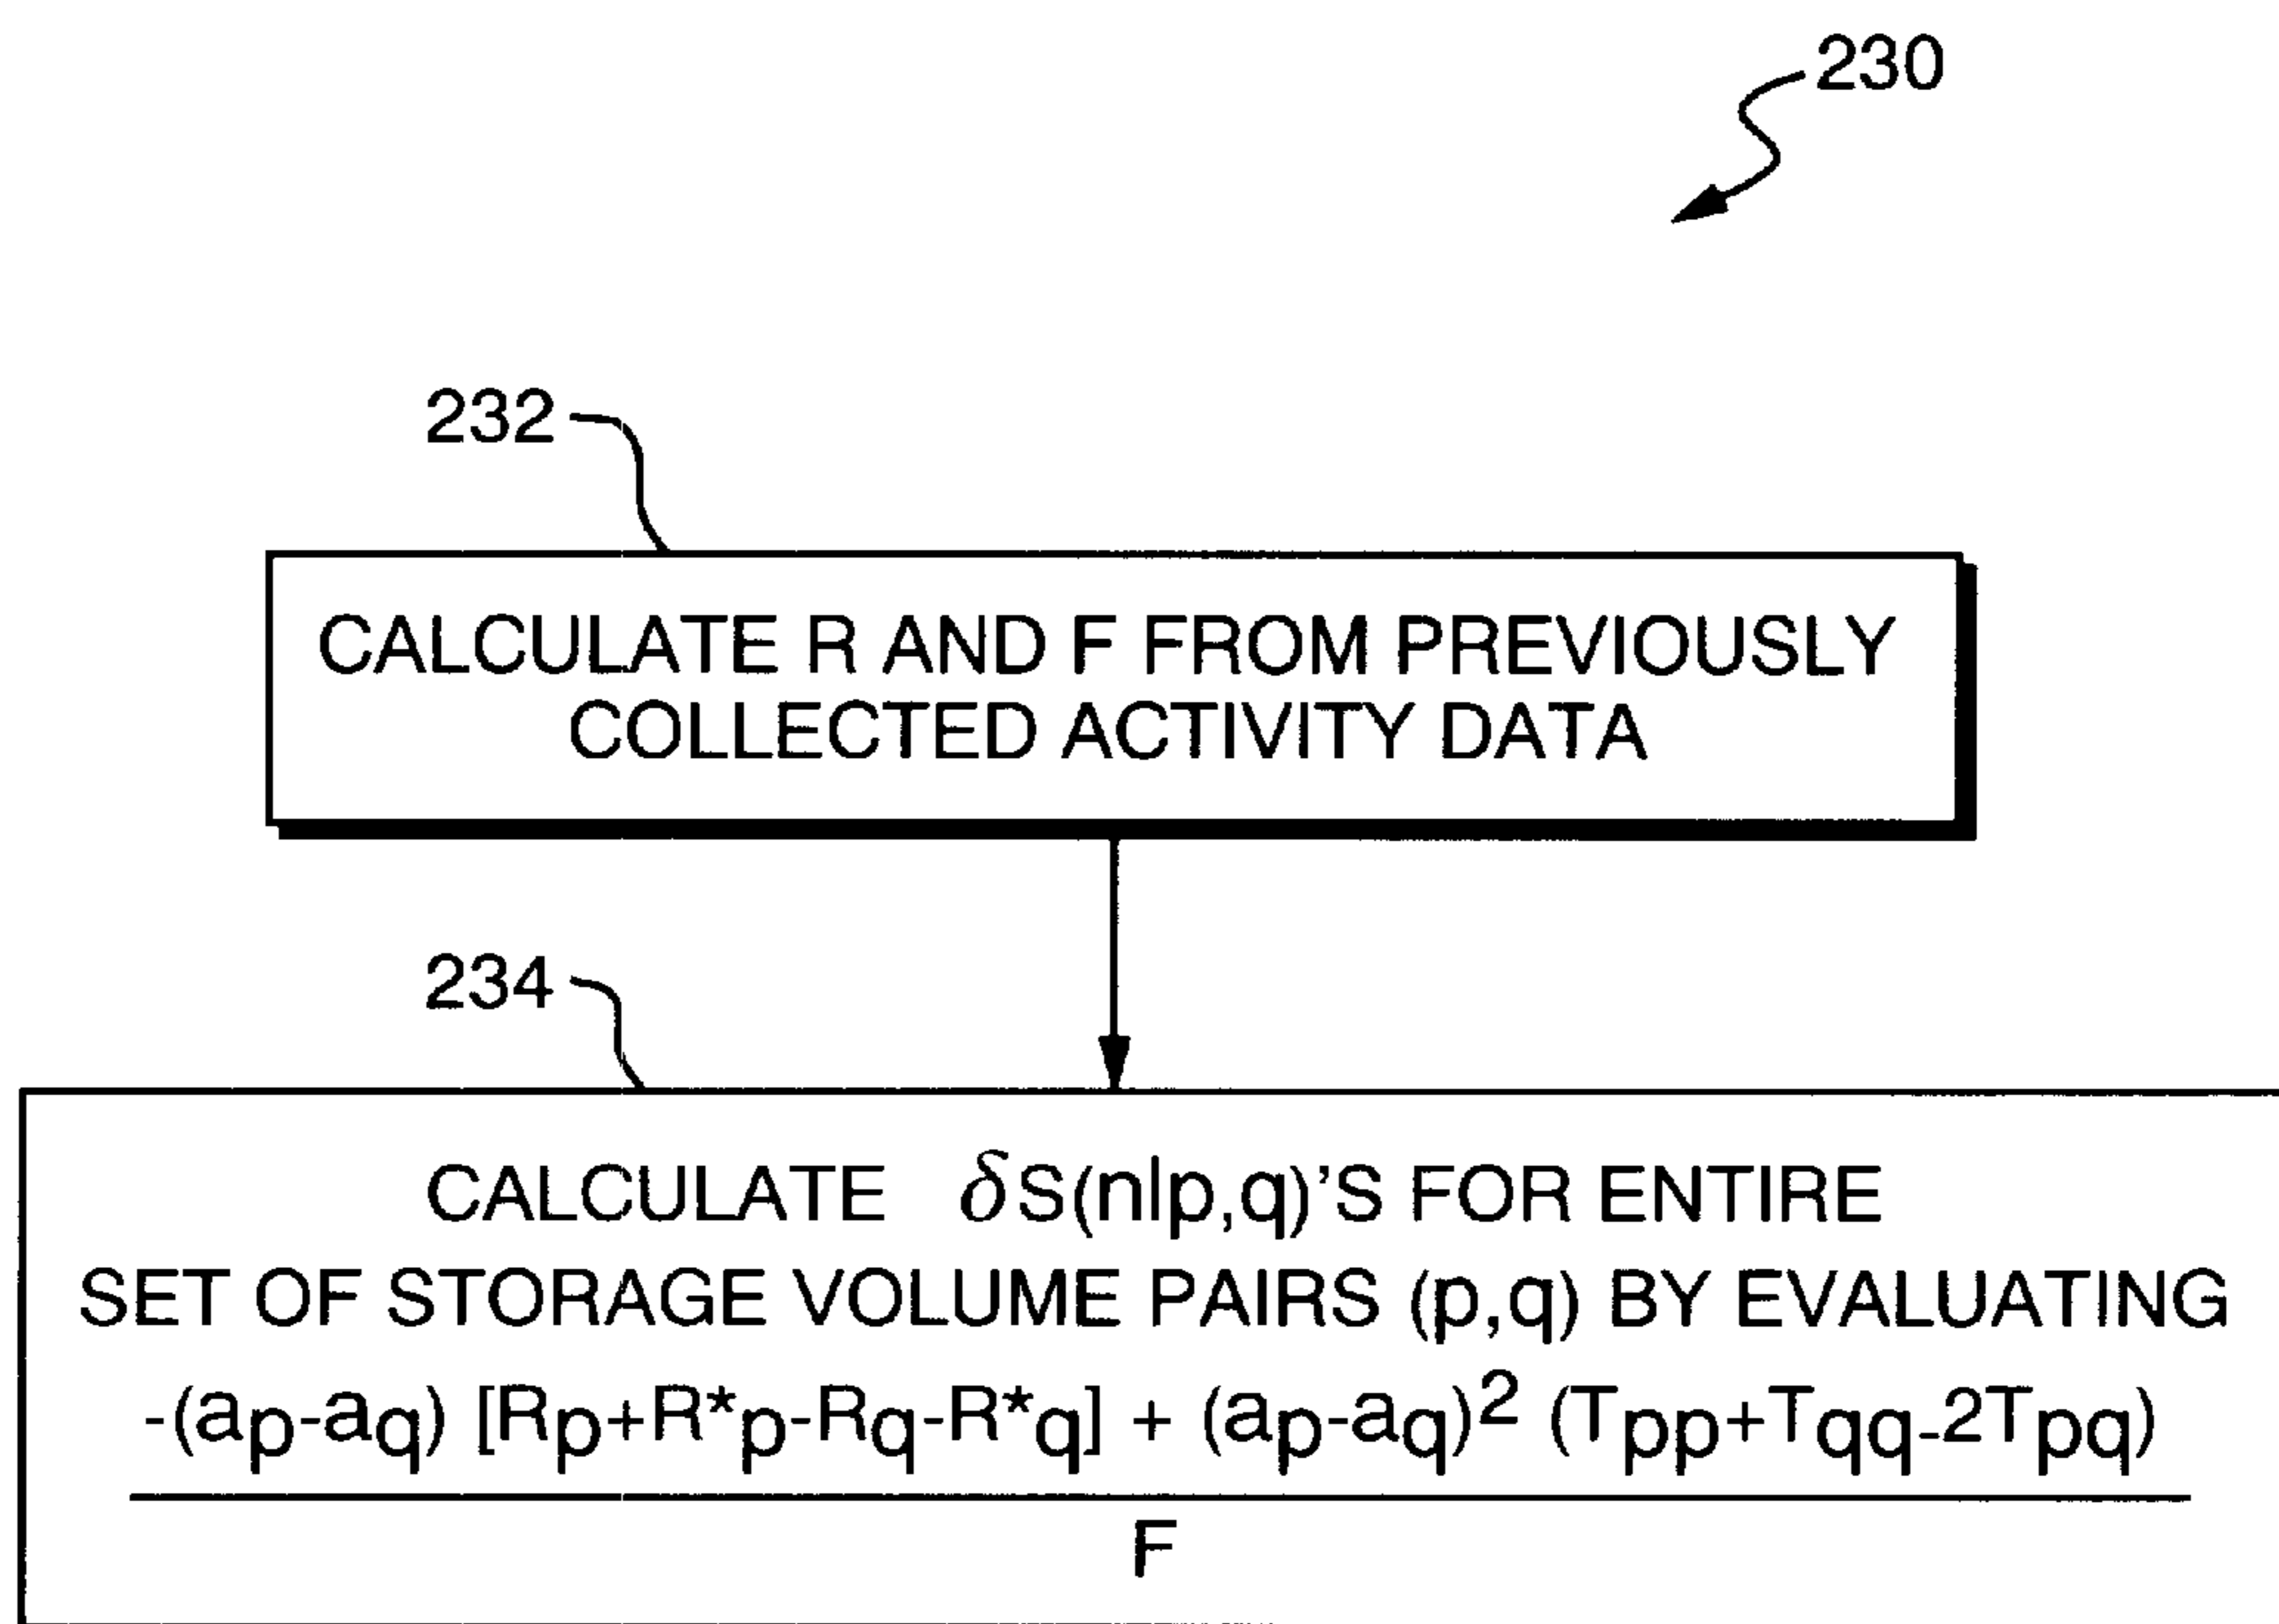 230
232
CALCULATE R AND F FROM PREVIOUSLY
COLLECTED ACTIVITY DATA
234
CALCULATE δS(n|p,q)'S FOR ENTIRE
SET OF STORAGE VOLUME PAIRS (p,q) BY EVALUATING
-(ap-aq) [Rp+R*p-Rq-R*q] + (ap-aq)2 (Tpp+Tqq-2Tpq)
F